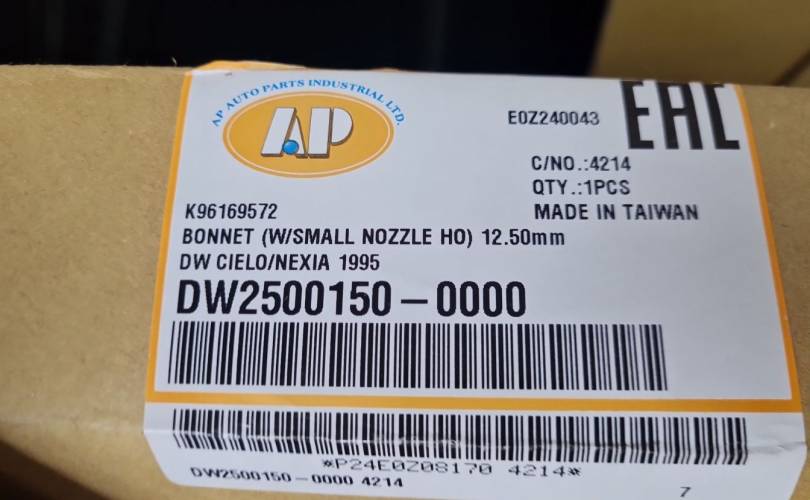 AP AUTO PARTS INDUSTRIAL LTD.
AP
E0Z240043
EAC
C/NO.:4214
QTY.:1PCS
MADE IN TAIWAN
K96169572
BONNET (W/SMALL NOZZLE HO) 12.50mm
DW CIELO/NEXIA 1995
DW2500150-0000
*P24E0Z08170 4214*
DW2500150-0000 4214
7